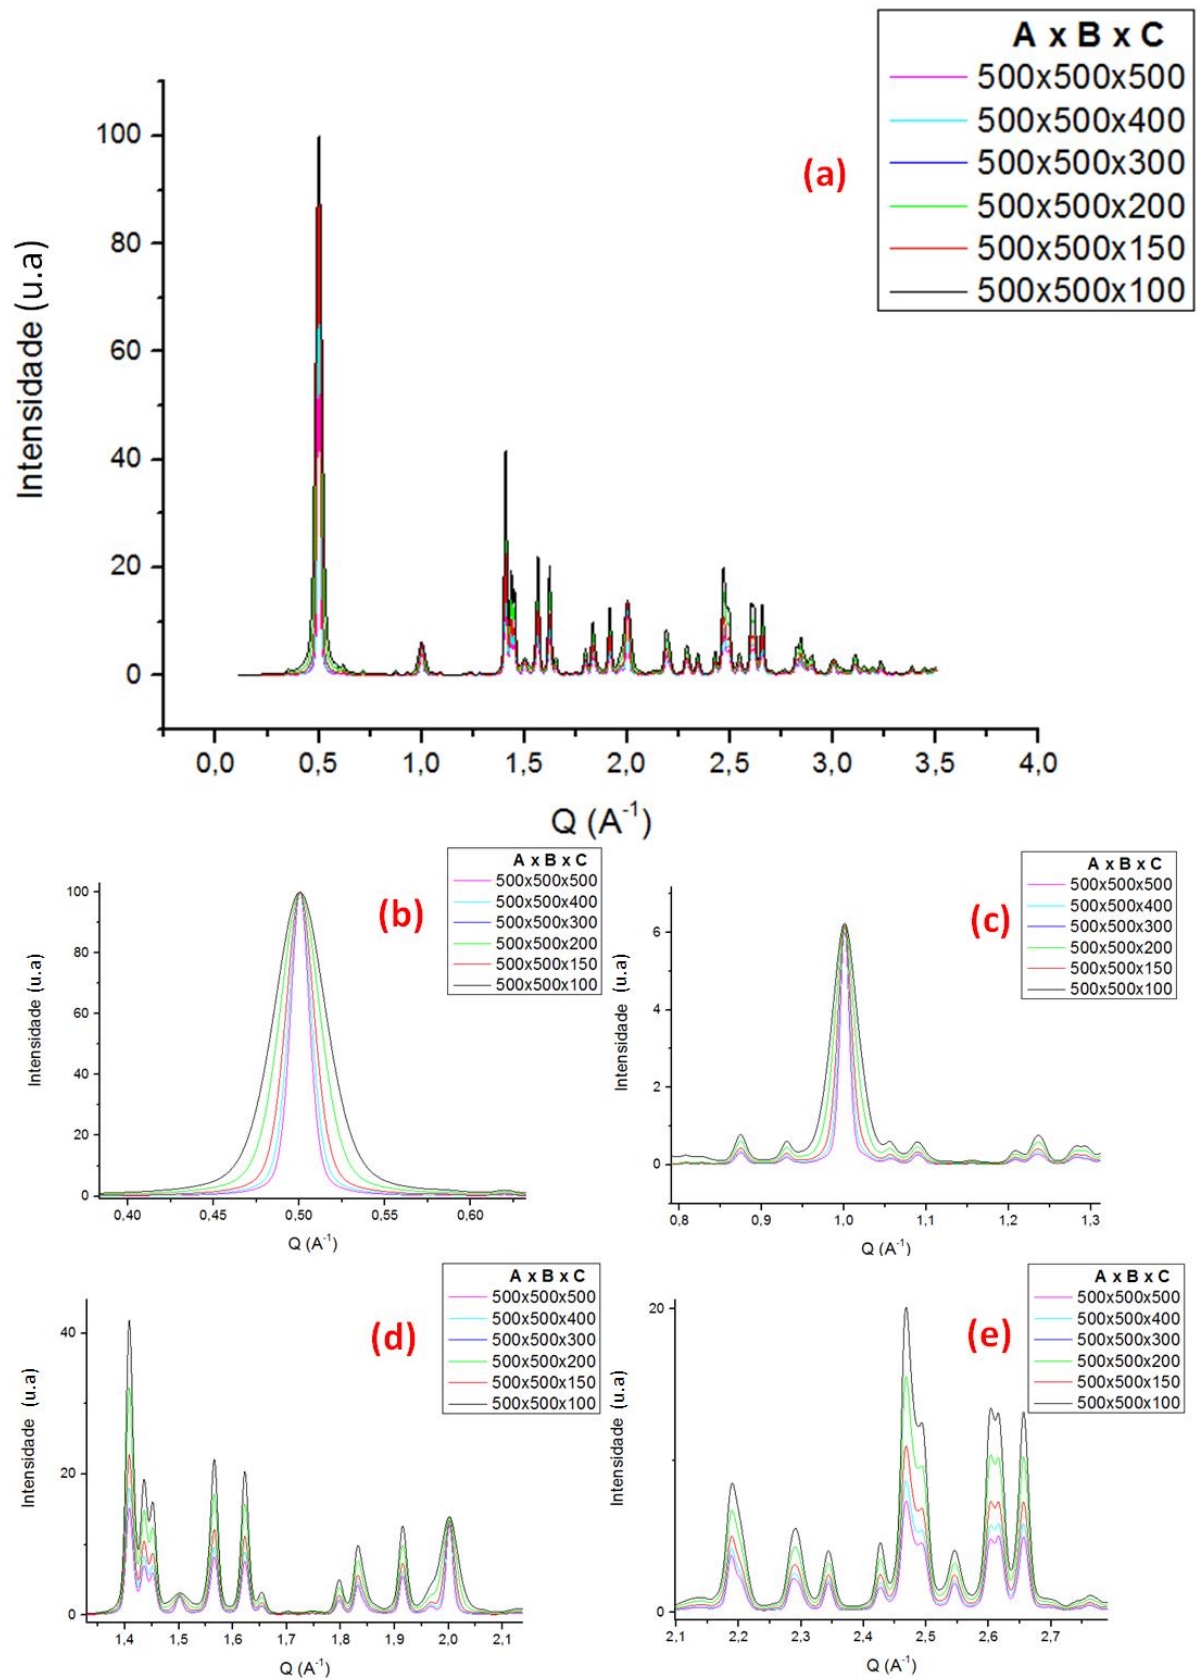 A x B x C
500x500x500
500x500x400
500x500x300
500x500x200
500x500x150
500x500x100
(a)
Intensidade (u.a)
100
80
60
40
20
0
0,0 0,5 1,0 1,5 2,0 2,5 3,0 3,5 4,0
Q (A⁻¹)
A x B x C
500x500x500
500x500x400
500x500x300
500x500x200
500x500x150
500x500x100
(b)
Intensidade (u.a)
100
80
60
40
20
0
0,40 0,45 0,50 0,55 0,60
Q (A⁻¹)
A x B x C
500x500x500
500x500x400
500x500x300
500x500x200
500x500x150
500x500x100
(c)
Intensidade (u.a)
6
4
2
0
0,8 0,9 1,0 1,1 1,2 1,3
Q (A⁻¹)
A x B x C
500x500x500
500x500x400
500x500x300
500x500x200
500x500x150
500x500x100
(d)
Intensidade (u.a)
40
20
0
1,4 1,5 1,6 1,7 1,8 1,9 2,0 2,1
Q (A⁻¹)
A x B x C
500x500x500
500x500x400
500x500x300
500x500x200
500x500x150
500x500x100
(e)
Intensidade (u.a)
20
0
2,1 2,2 2,3 2,4 2,5 2,6 2,7
Q (A⁻¹)